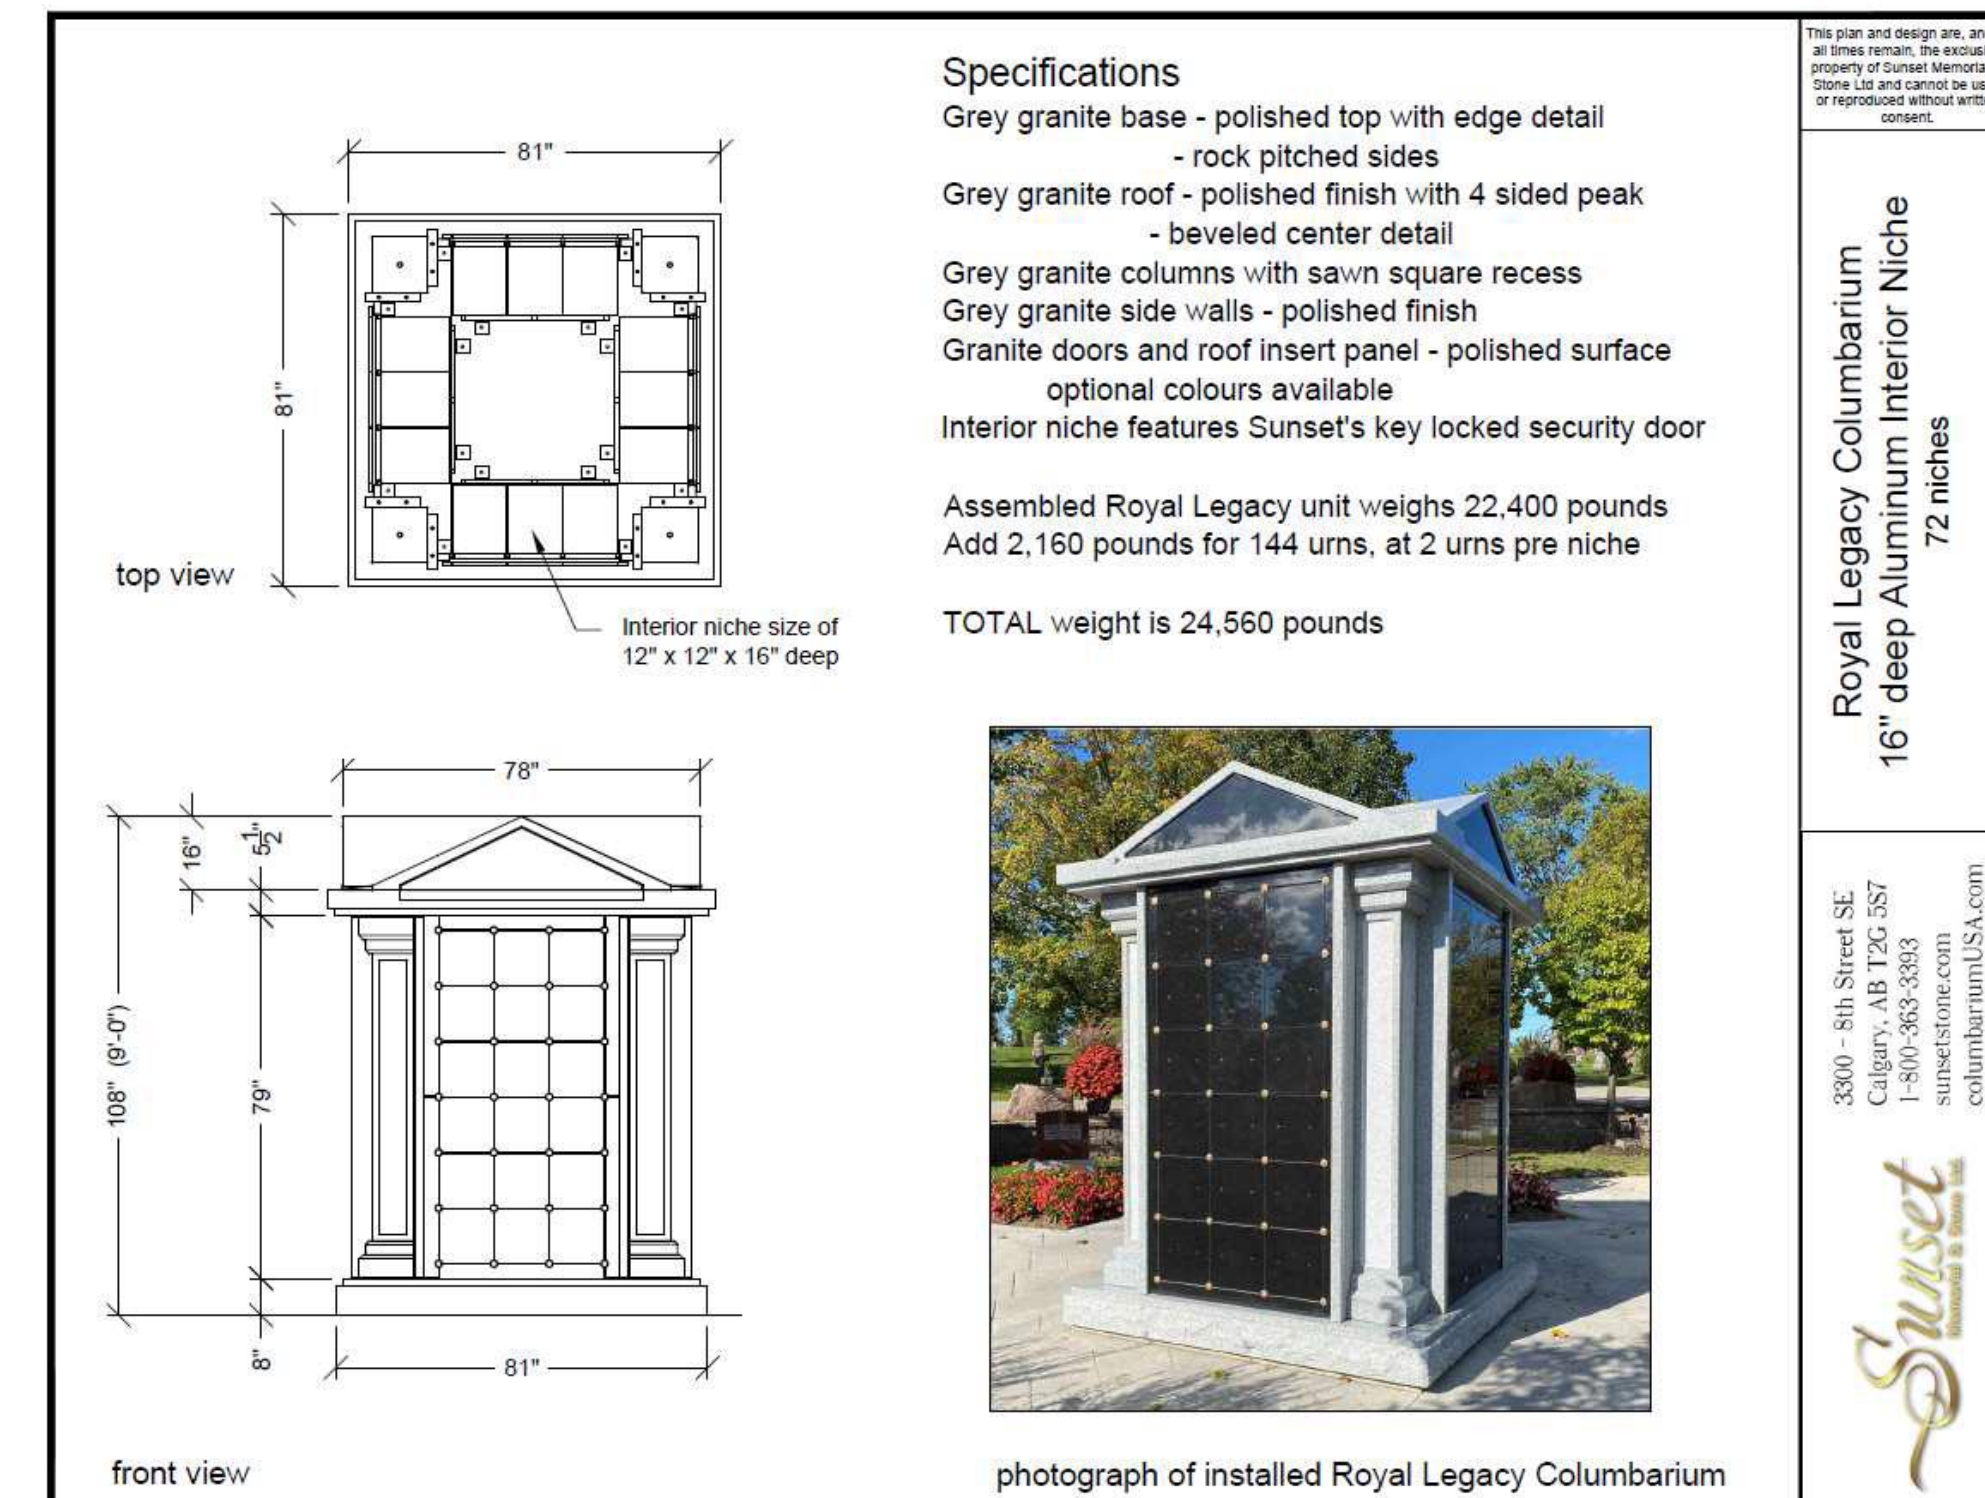 81"
81"
top view
Interior niche size of
12" x 12" x 16" deep
Specifications
Grey granite base - polished top with edge detail
- rock pitched sides
Grey granite roof - polished finish with 4 sided peak
- beveled center detail
Grey granite columns with sawn square recess
Grey granite side walls - polished finish
Granite doors and roof insert panel - polished surface
optional colours available
Interior niche features Sunset's key locked security door
Assembled Royal Legacy unit weighs 22,400 pounds
Add 2,160 pounds for 144 urns, at 2 urns pre niche
TOTAL weight is 24,560 pounds
78"
16"
5 1/2"
108" (9'-0")
79"
8"
81"
front view
photograph of installed Royal Legacy Columbarium
This plan and design are, an
all times remain, the exclusi
property of Sunset Memoria
Stone Ltd and cannot be us
or reproduced without writt
consent.
Royal Legacy Columbarium
16" deep Aluminum Interior Niche
72 niches
3300 - 8th Street SE
Calgary, AB T2G 5S7
1-800-363-3393
sunsetstone.com
columbariumUSA.com
Sunset
Memorial & Stone Ltd.